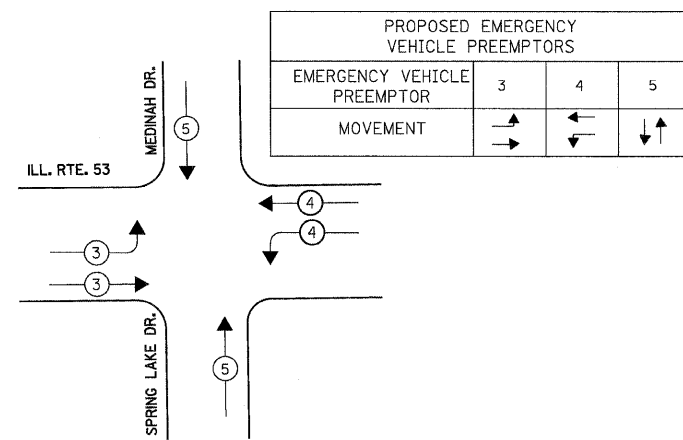 PROPOSED EMERGENCY
VEHICLE PREEMPTORS
EMERGENCY VEHICLE
PREEMPTOR
3
4
5
MOVEMENT
MEDINAH DR.
5
ILL. RTE. 53
4
4
3
3
SPRING LAKE DR.
5